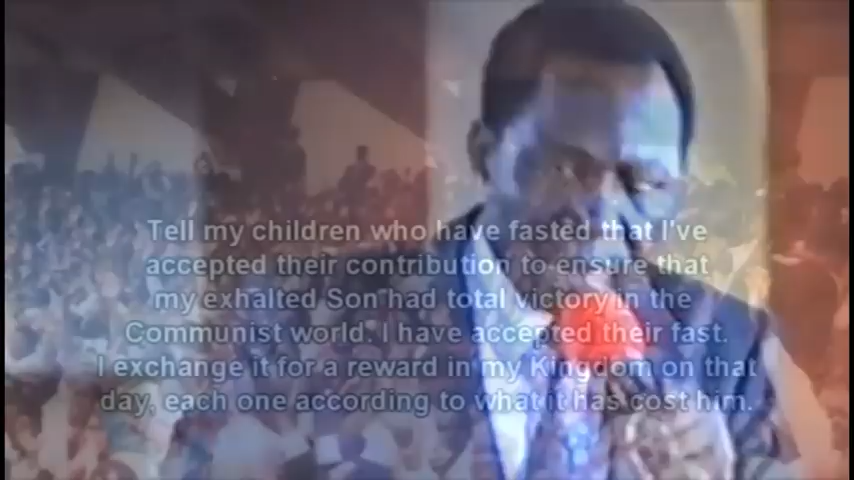 Tell my children who have fasted that I've
accepted their contribution to ensure that
my exhalted Son had total victory in the
Communist world. I have accepted their fast.
I exchange it for a reward in my Kingdom on that
day, each one according to what it has cost him.